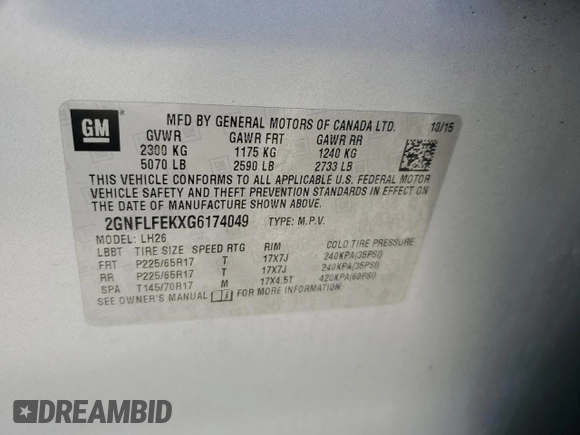 GM
MFD BY GENERAL MOTORS OF CANADA LTD. 10/15
GVWR GAWR FRT GAWR RR
2300 KG 1175 KG 1240 KG
5070 LB 2590 LB 2733 LB
THIS VEHICLE CONFORMS TO ALL APPLICABLE U.S. FEDERAL MOTOR
VEHICLE SAFETY AND THEFT PREVENTION STANDARDS IN EFFECT ON
THE DATE OF MANUFACTURE SHOWN ABOVE.
2GNFLFEKXG6174049 TYPE: M.P.V.
MODEL: LH26
LBBT TIRE SIZE SPEED RTG RIM COLD TIRE PRESSURE
FRT P225/65R17 T 17X7J 240KPA(35PSI)
RR P225/65R17 T 17X7J 240KPA(35PSI)
SPA T145/70R17 M 17X4.5T 420KPA(60PSI)
SEE OWNER'S MANUAL FOR MORE INFORMATION
DREAMBID